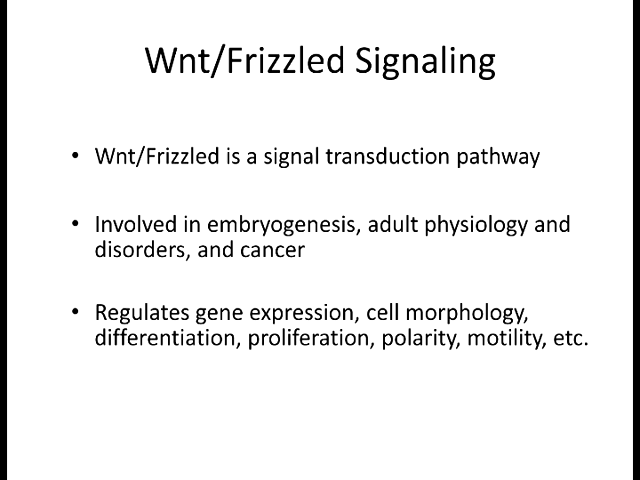 Wnt/Frizzled Signaling
• Wnt/Frizzled is a signal transduction pathway
• Involved in embryogenesis, adult physiology and
disorders, and cancer
• Regulates gene expression, cell morphology,
differentiation, proliferation, polarity, motility, etc.